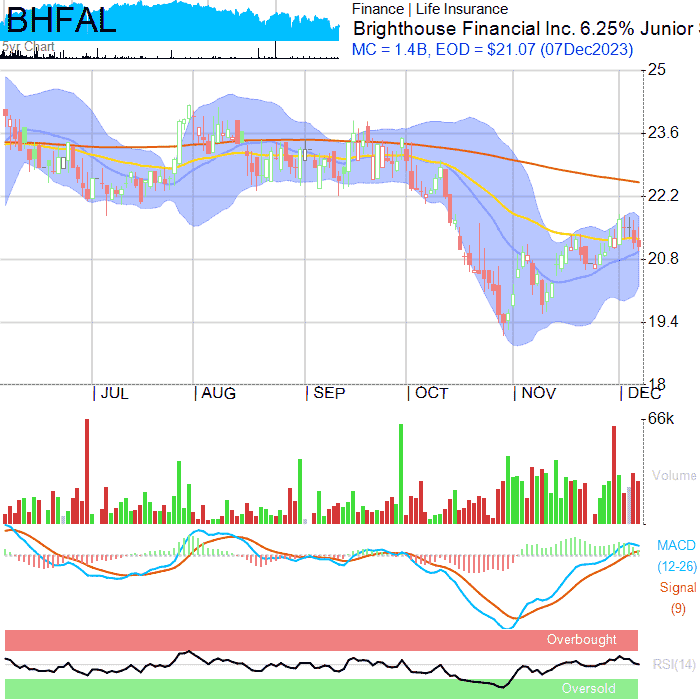 BHFAL
5yr Chart
Finance | Life Insurance
Brighthouse Financial Inc. 6.25% Junior
MC = 1.4B, EOD = $21.07 (07Dec2023)
25
23.6
22.2
20.8
19.4
18
JUL AUG SEP OCT NOV DEC
66k
Volume
MACD
(12-26)
Signal
(9)
Overbought
RSI(14)
Oversold